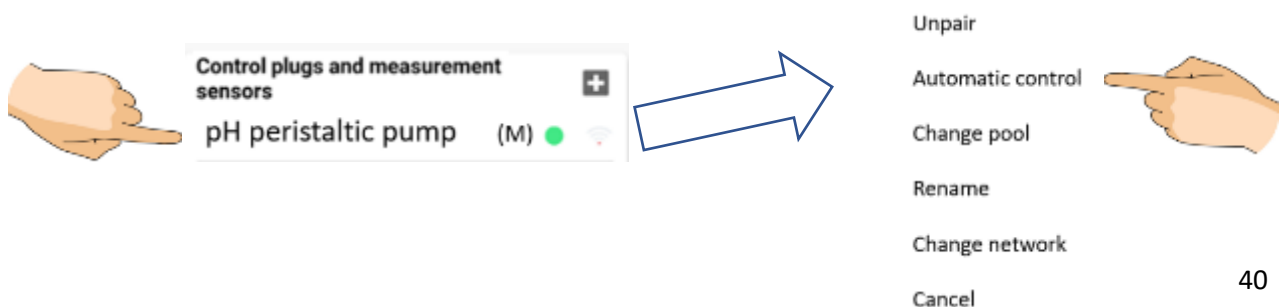 Control plugs and measurement
sensors
pH peristaltic pump (M)
Unpair
Automatic control
Change pool
Rename
Change network
Cancel
40